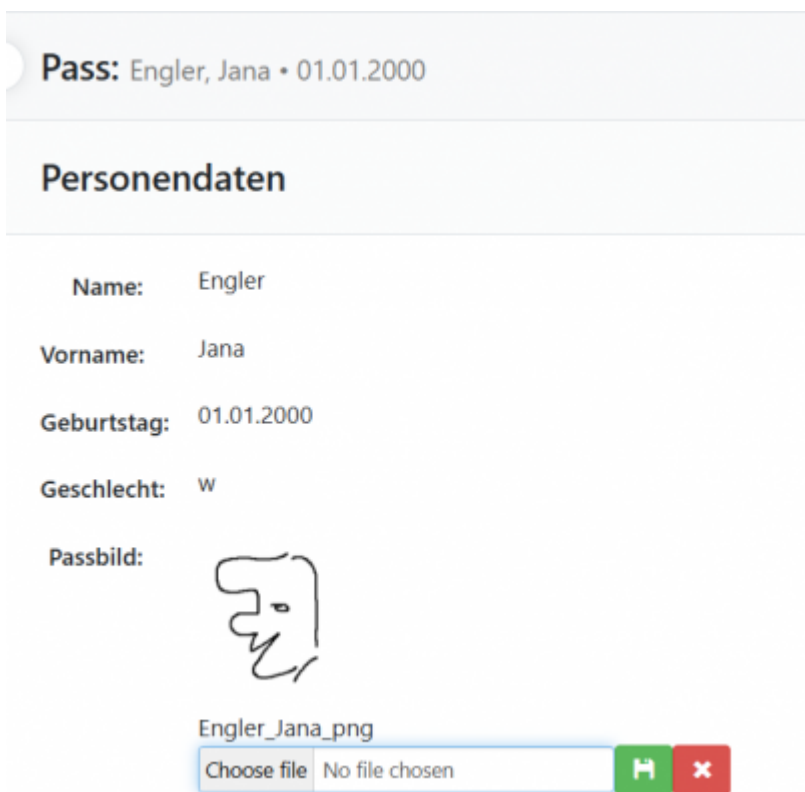 Pass: Engler, Jana • 01.01.2000
Personendaten
Name: Engler
Vorname: Jana
Geburtstag: 01.01.2000
Geschlecht: w
Passbild:
Engler_Jana_png
Choose file No file chosen